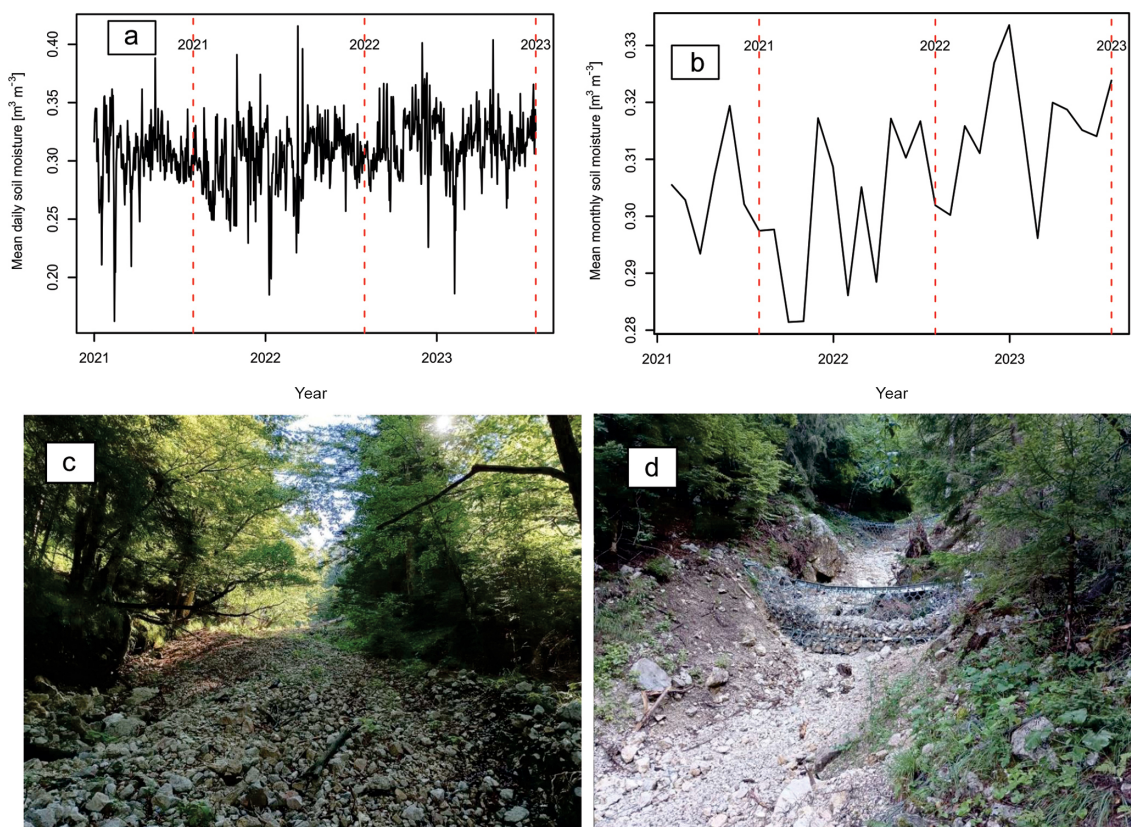 a
2021
2022
2023
Mean daily soil moisture [m³ m⁻³]
0.40
0.35
0.30
0.25
0.20
2021
2022
2023
Year
b
2021
2022
2023
Mean monthly soil moisture [m³ m⁻³]
0.33
0.32
0.31
0.30
0.29
0.28
2021
2022
2023
Year
c
d